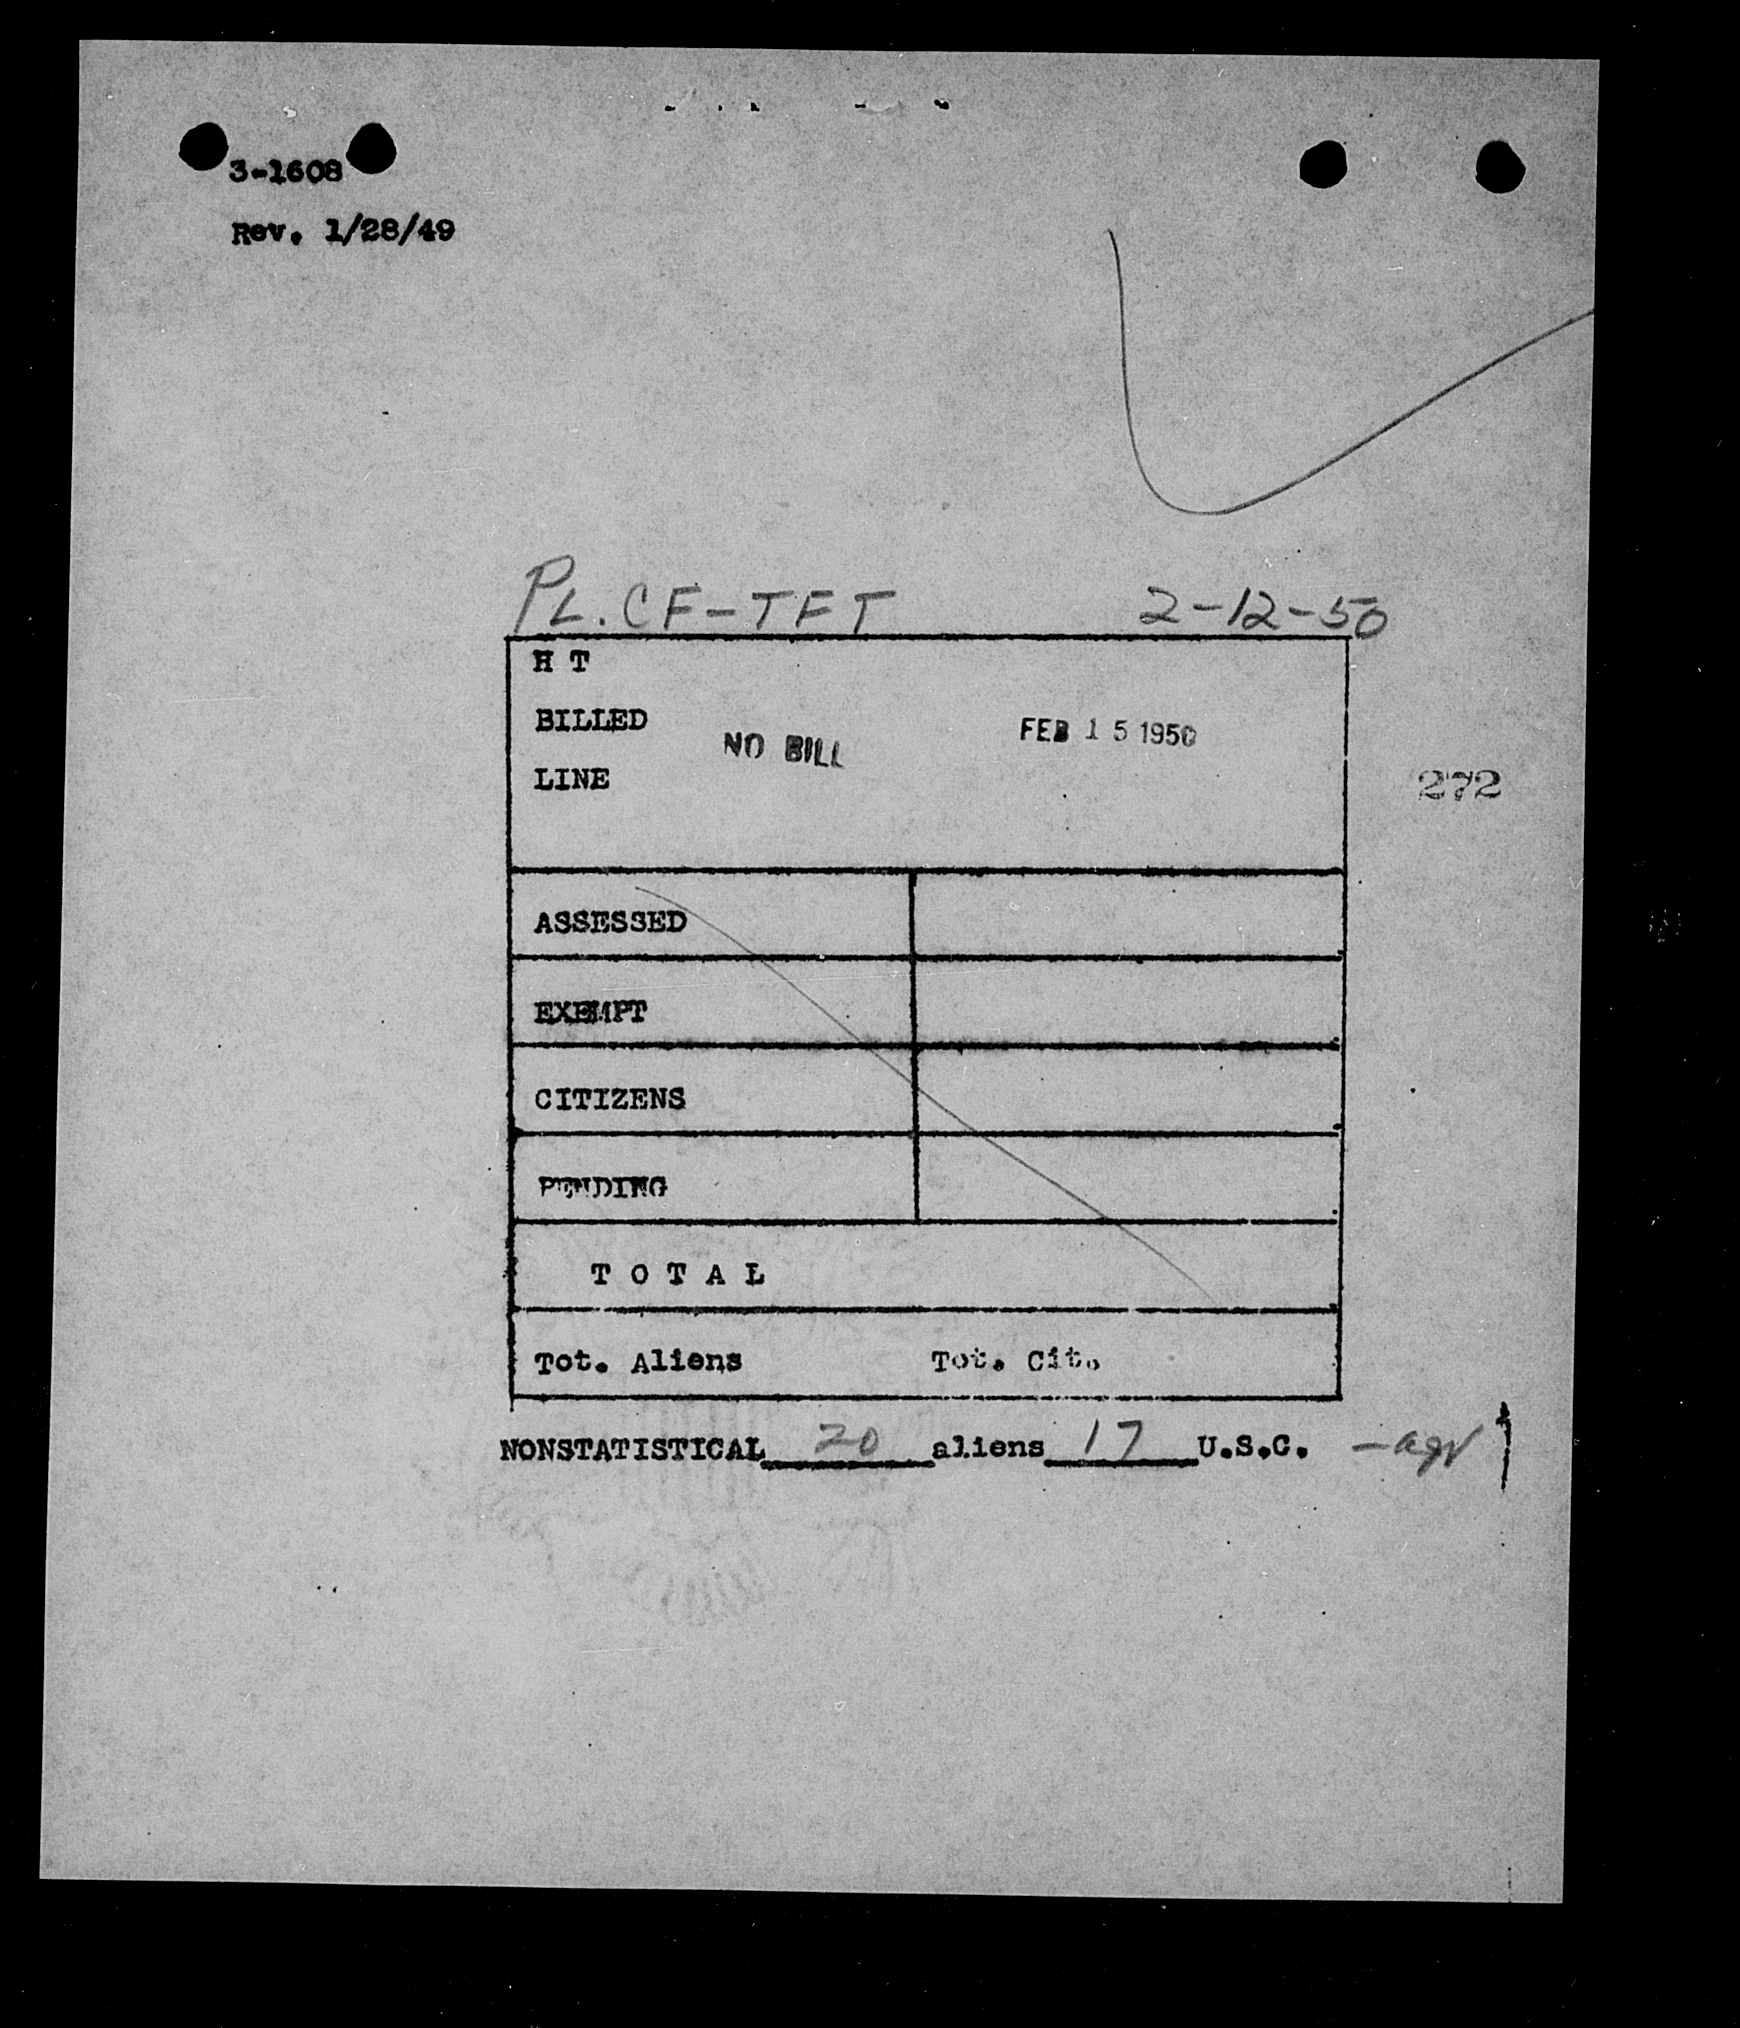 3-1608
Rev. 1/28/49
PL. CF-TFT 2-12-50
H T
BILLED
NO BILL FEB 15 1950
LINE
272
ASSESSED
EXEMPT
CITIZENS
PENDING
T O T A L
Tot. Aliens Tot. Cit.
NONSTATISTICAL 20 aliens 17 U.S.C. - agr